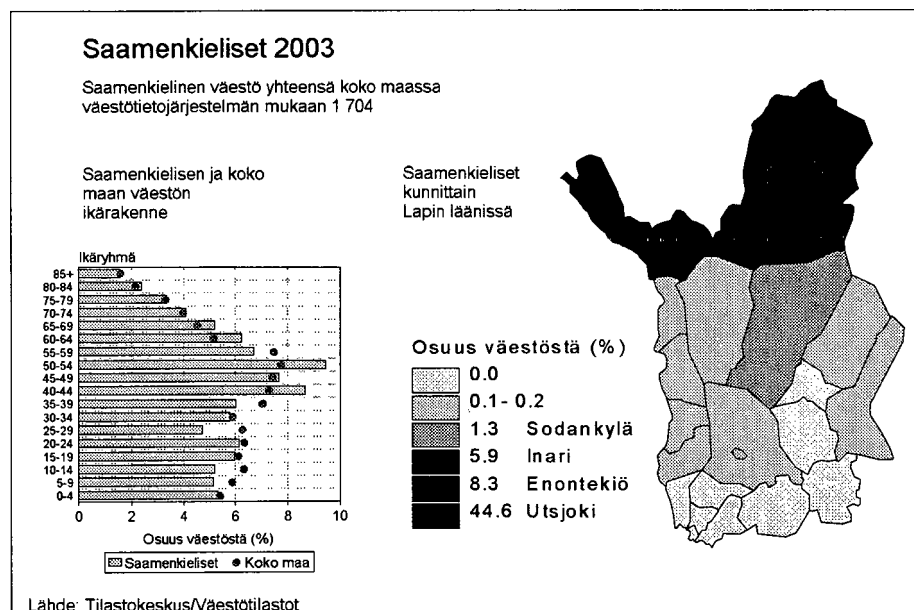 Saamenkieliset 2003
Saamenkielinen väestö yhteensä koko maassa
väestötietojärjestelmän mukaan 1 704
Saamenkielisen ja koko
maan väestön
ikärakenne
Saamenkieliset
kunnittain
Lapin läänissä
Ikäryhmä
85+
80-84
75-79
70-74
65-69
60-64
55-59
50-54
45-49
40-44
35-39
30-34
25-29
20-24
15-19
10-14
5-9
0-4
0 2 4 6 8 10
Osuus väestöstä (%)
Saamenkieliset Koko maa
Osuus väestöstä (%)
0.0
0.1- 0.2
1.3 Sodankylä
5.9 Inari
8.3 Enontekiö
44.6 Utsjoki
Lähde: Tilastokeskus/Väestötilastot